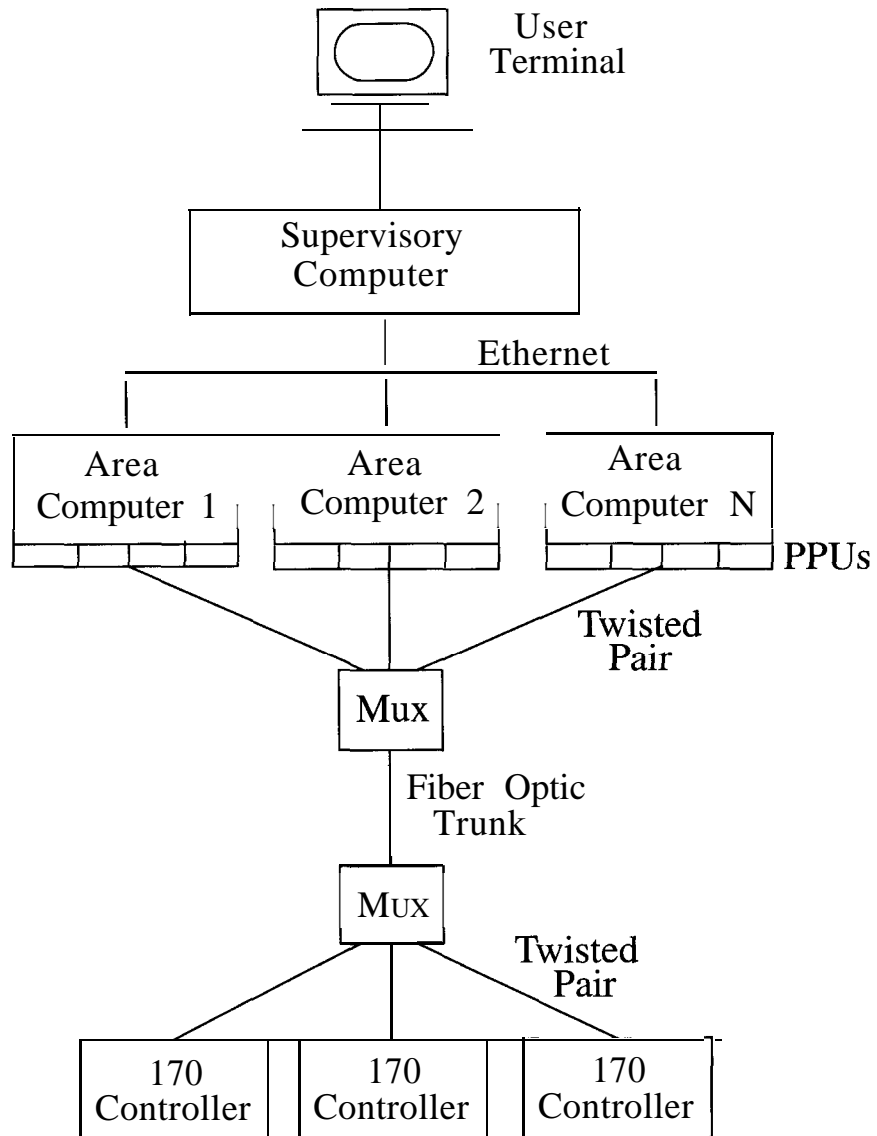 User
Terminal
Supervisory
Computer
Ethernet
Area
Computer 1
Area
Computer 2
Area
Computer N
PPUs
Twisted
Pair
Mux
Fiber Optic
Trunk
MUX
Twisted
Pair
170
Controller
170
Controller
170
Controller